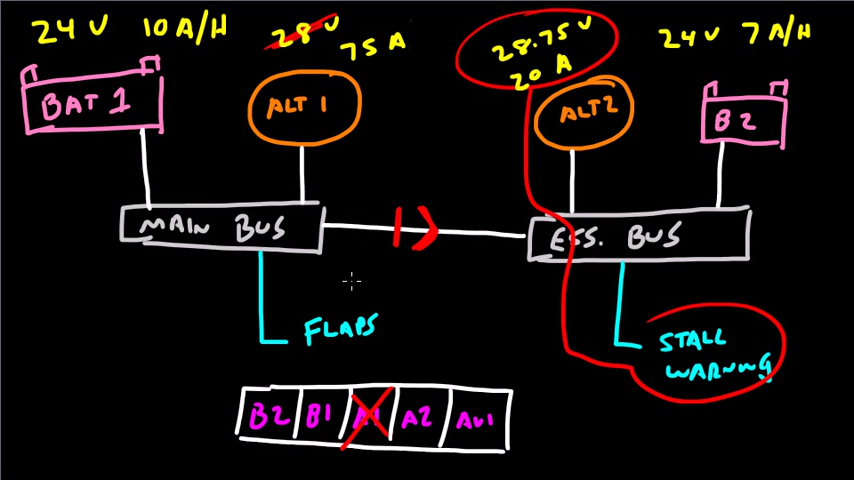 24 V 10 A/H
28 V
75 A
28.75 V
20 A
24 V 7 A/H
BAT 1
ALT 1
ALT 2
B 2
MAIN BUS
ESS. BUS
FLAPS
STALL
WARNING
B2 B1 A1 A2 AV1